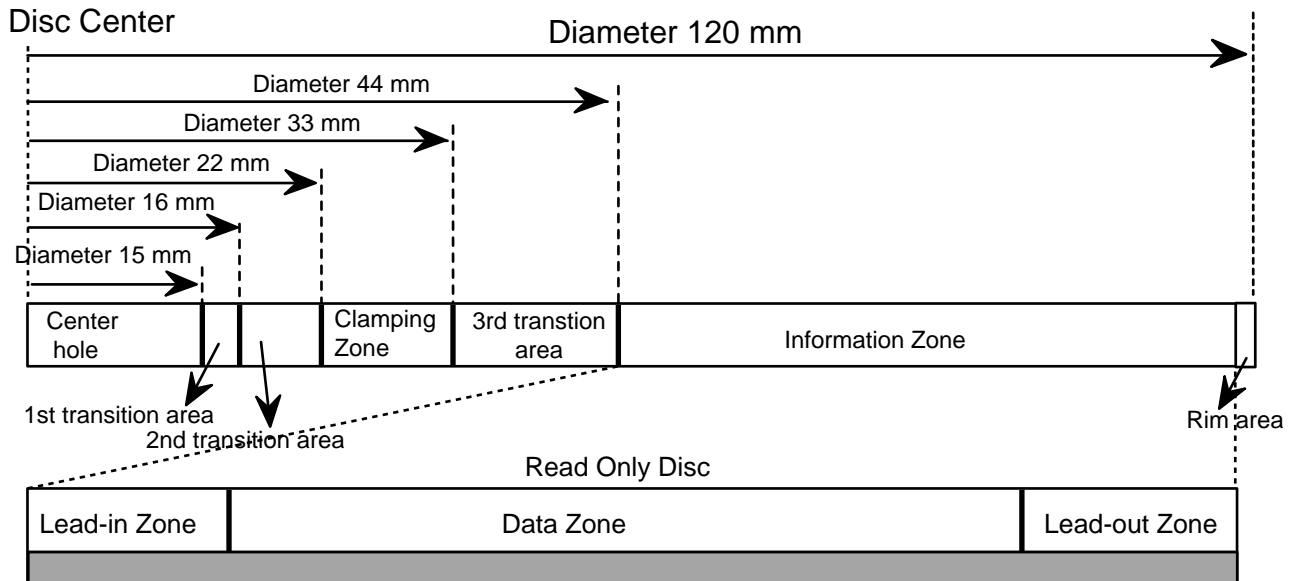 Disc Center
Diameter 120 mm
Diameter 44 mm
Diameter 33 mm
Diameter 22 mm
Diameter 16 mm
Diameter 15 mm
Center
hole
Clamping
Zone
3rd transtion
area
Information Zone
1st transition area
2nd transition area
Rim area
Read Only Disc
Lead-in Zone
Data Zone
Lead-out Zone